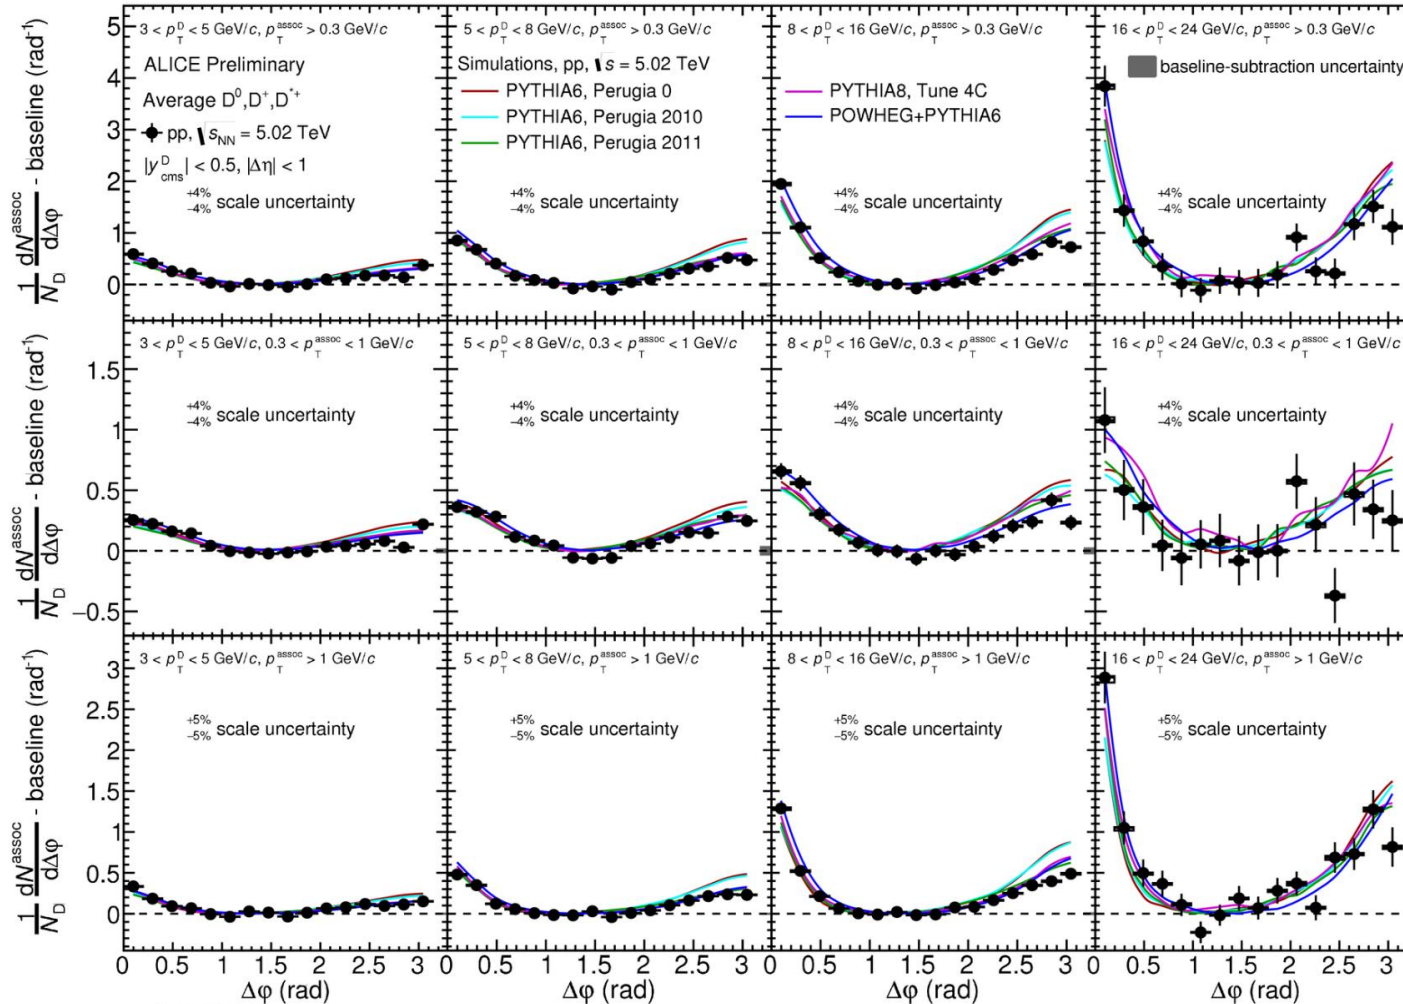 3 < p_T^D < 5 GeV/c, p_T^assoc > 0.3 GeV/c
5 < p_T^D < 8 GeV/c, p_T^assoc > 0.3 GeV/c
8 < p_T^D < 16 GeV/c, p_T^assoc > 0.3 GeV/c
16 < p_T^D < 24 GeV/c, p_T^assoc > 0.3 GeV/c
ALICE Preliminary
Average D⁰,D⁺,D*⁺
pp, √s_NN = 5.02 TeV
|y_cms^D| < 0.5, |Δη| < 1
+4% −4% scale uncertainty
Simulations, pp, √s = 5.02 TeV
PYTHIA6, Perugia 0
PYTHIA6, Perugia 2010
PYTHIA6, Perugia 2011
+4% −4% scale uncertainty
PYTHIA8, Tune 4C
POWHEG+PYTHIA6
+4% −4% scale uncertainty
baseline-subtraction uncertainty
+4% −4% scale uncertainty
1/N_D dN^assoc/dΔφ - baseline (rad⁻¹)
5
4
3
2
1
0
3 < p_T^D < 5 GeV/c, 0.3 < p_T^assoc < 1 GeV/c
5 < p_T^D < 8 GeV/c, 0.3 < p_T^assoc < 1 GeV/c
8 < p_T^D < 16 GeV/c, 0.3 < p_T^assoc < 1 GeV/c
16 < p_T^D < 24 GeV/c, 0.3 < p_T^assoc < 1 GeV/c
+4% −4% scale uncertainty
+4% −4% scale uncertainty
+4% −4% scale uncertainty
+4% −4% scale uncertainty
1/N_D dN^assoc/dΔφ - baseline (rad⁻¹)
1.5
1
0.5
0
−0.5
3 < p_T^D < 5 GeV/c, p_T^assoc > 1 GeV/c
5 < p_T^D < 8 GeV/c, p_T^assoc > 1 GeV/c
8 < p_T^D < 16 GeV/c, p_T^assoc > 1 GeV/c
16 < p_T^D < 24 GeV/c, p_T^assoc > 1 GeV/c
+5% −5% scale uncertainty
+5% −5% scale uncertainty
+5% −5% scale uncertainty
+5% −5% scale uncertainty
1/N_D dN^assoc/dΔφ - baseline (rad⁻¹)
3
2.5
2
1.5
1
0.5
0
0 0.5 1 1.5 2 2.5 3
0 0.5 1 1.5 2 2.5 3
0 0.5 1 1.5 2 2.5 3
0 0.5 1 1.5 2 2.5 3
Δφ (rad)
Δφ (rad)
Δφ (rad)
Δφ (rad)